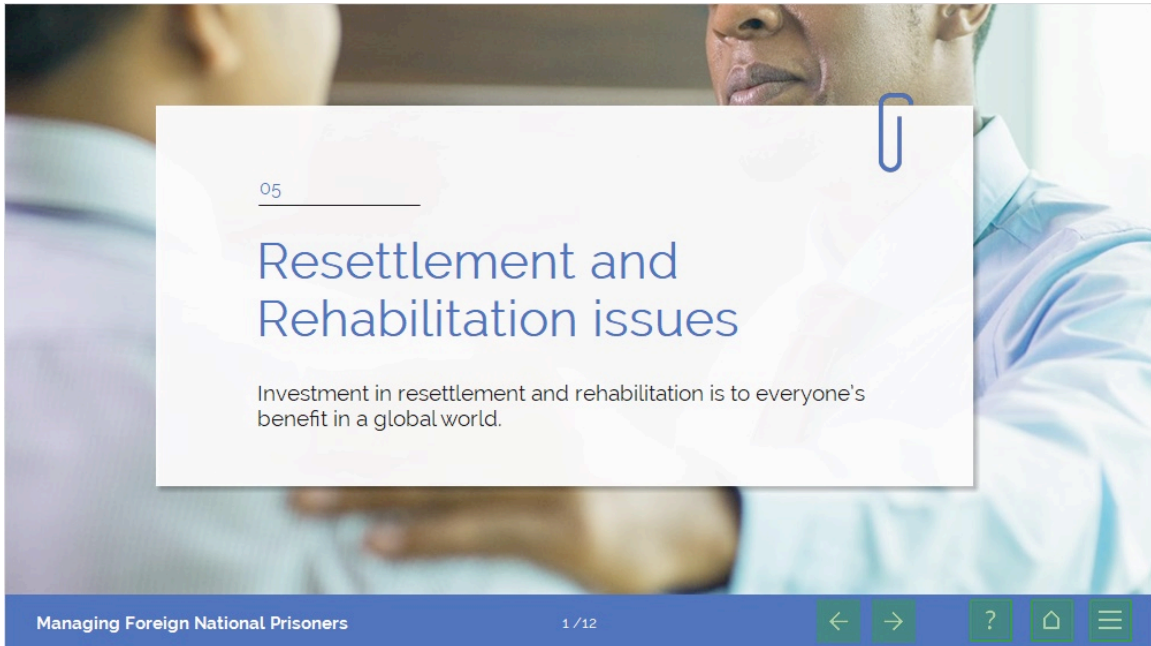 05
Resettlement and
Rehabilitation issues
Investment in resettlement and rehabilitation is to everyone's
benefit in a global world.
Managing Foreign National Prisoners
1 /12
?